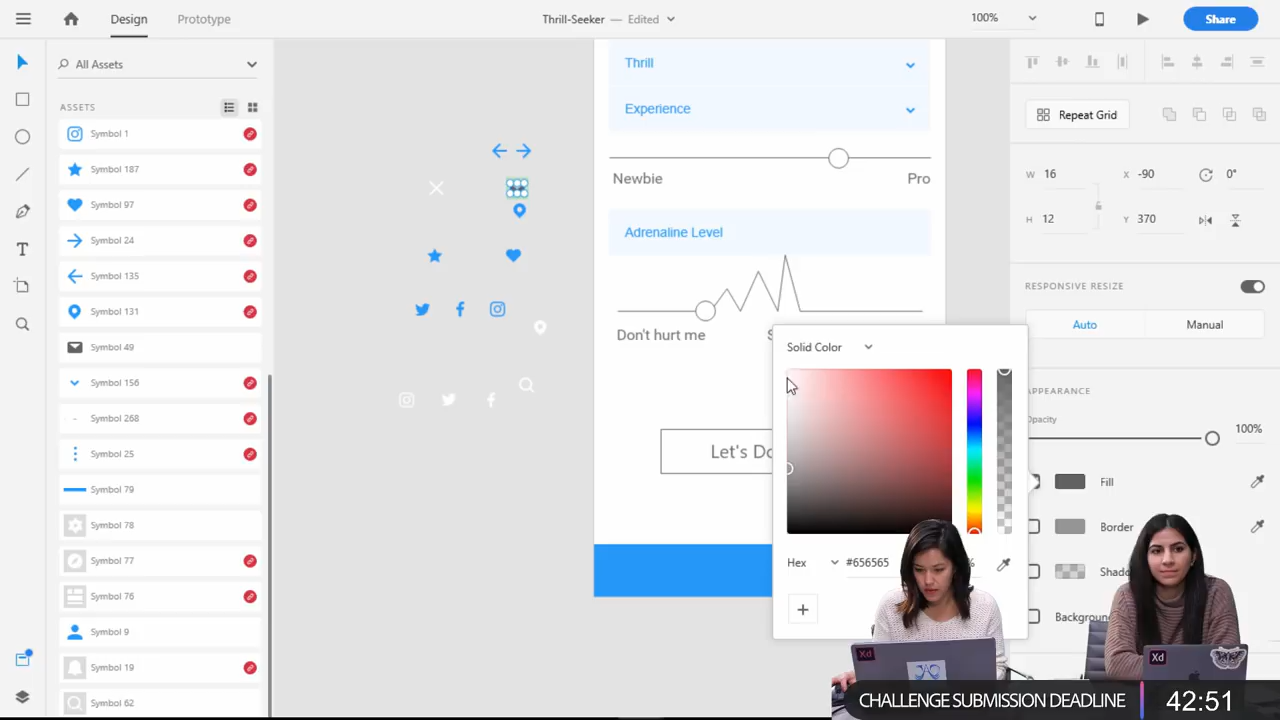 Design
Prototype
Thrill-Seeker — Edited
100%
Share
All Assets
ASSETS
Symbol 1
Symbol 187
Symbol 97
Symbol 24
Symbol 135
Symbol 131
Symbol 49
Symbol 156
Symbol 268
Symbol 25
Symbol 79
Symbol 78
Symbol 77
Symbol 76
Symbol 9
Symbol 19
Symbol 62
Thrill
Experience
Newbie
Pro
Adrenaline Level
Don't hurt me
S
Let's Do
Solid Color
Hex
#656565
%
Repeat Grid
W 16
X -90
0°
H 12
Y 370
RESPONSIVE RESIZE
Auto
Manual
APPEARANCE
Opacity
100%
Fill
Border
Shado
Background
Xd
Xd
CHALLENGE SUBMISSION DEADLINE
42:51